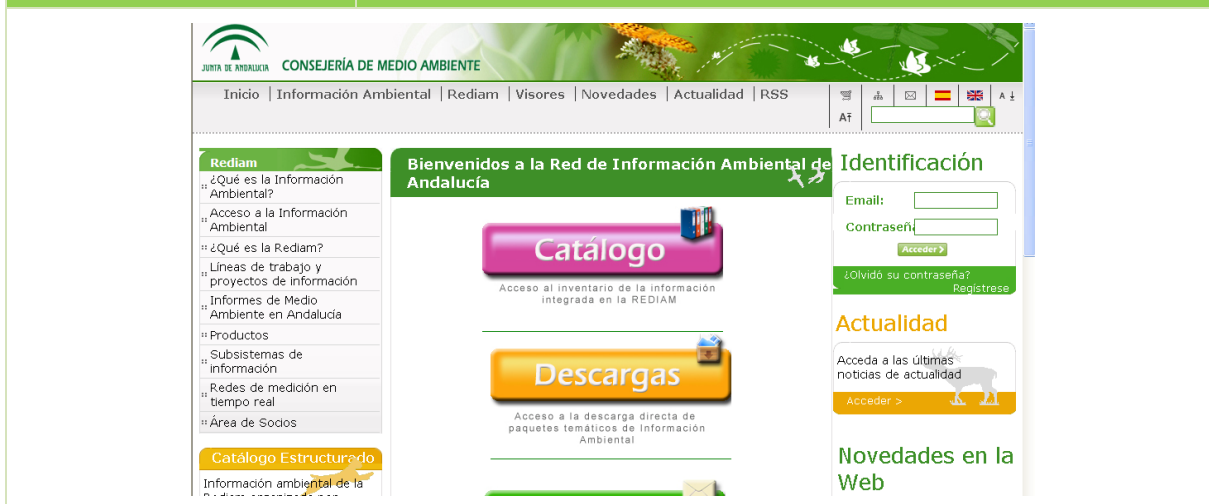 JUNTA DE ANDALUCIA
CONSEJERÍA DE MEDIO AMBIENTE
Inicio | Información Ambiental | Rediam | Visores | Novedades | Actualidad | RSS
Rediam
¿Qué es la Información
Ambiental?
Acceso a la Información
Ambiental
¿Qué es la Rediam?
Líneas de trabajo y
proyectos de información
Informes de Medio
Ambiente en Andalucía
Productos
Subsistemas de
información
Redes de medición en
tiempo real
Área de Socios
Catálogo Estructurado
Información ambiental de la
Bienvenidos a la Red de Información Ambiental de
Andalucía
Catálogo
Acceso al inventario de la información
integrada en la REDIAM
Descargas
Acceso a la descarga directa de
paquetes temáticos de Información
Ambiental
Identificación
Email:
Contraseña
Acceder >
¿Olvidó su contraseña?
Regístrese
Actualidad
Acceda a las últimas
noticias de actualidad
Acceder >
Novedades en la
Web